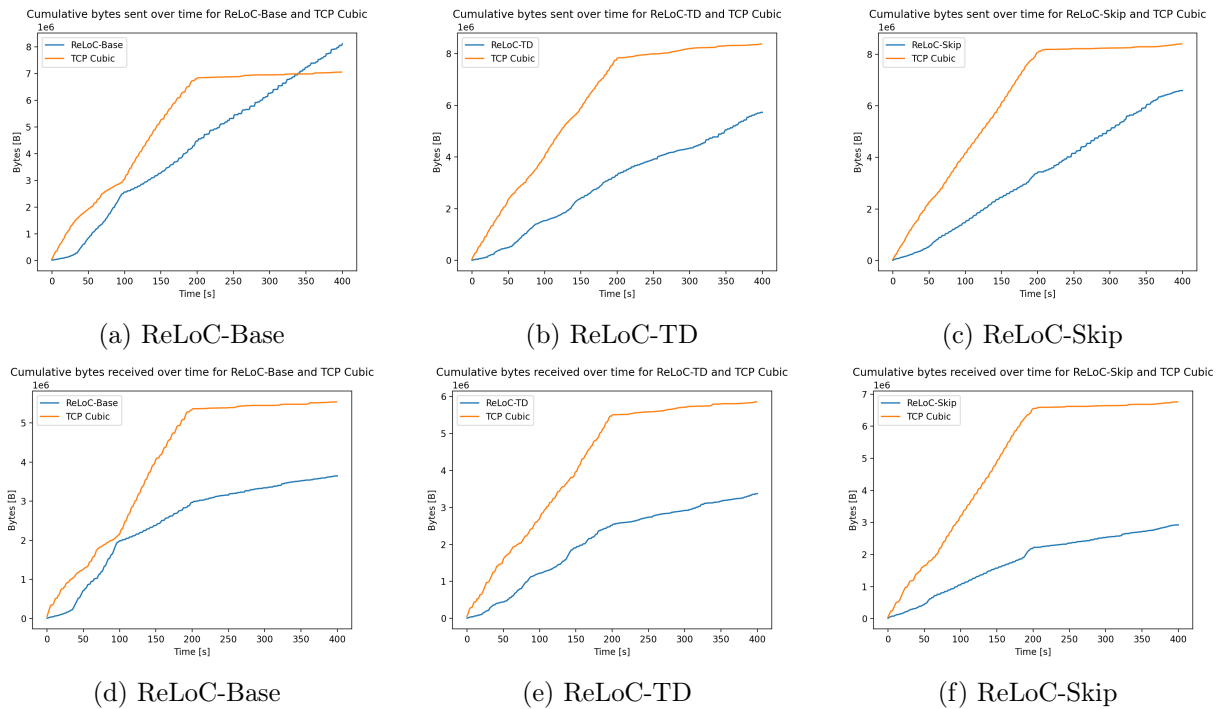 Cumulative bytes sent over time for ReLoC-Base and TCP Cubic
1e6
ReLoC-Base
TCP Cubic
8
7
6
5
4
3
2
1
0
Bytes [B]
0 50 100 150 200 250 300 350 400
Time [s]
(a) ReLoC-Base
Cumulative bytes sent over time for ReLoC-TD and TCP Cubic
1e6
ReLoC-TD
TCP Cubic
8
6
4
2
0
Bytes [B]
0 50 100 150 200 250 300 350 400
Time [s]
(b) ReLoC-TD
Cumulative bytes sent over time for ReLoC-Skip and TCP Cubic
1e6
ReLoC-Skip
TCP Cubic
8
6
4
2
0
Bytes [B]
0 50 100 150 200 250 300 350 400
Time [s]
(c) ReLoC-Skip
Cumulative bytes received over time for ReLoC-Base and TCP Cubic
1e6
ReLoC-Base
TCP Cubic
5
4
3
2
1
0
Bytes [B]
0 50 100 150 200 250 300 350 400
Time [s]
(d) ReLoC-Base
Cumulative bytes received over time for ReLoC-TD and TCP Cubic
1e6
ReLoC-TD
TCP Cubic
6
5
4
3
2
1
0
Bytes [B]
0 50 100 150 200 250 300 350 400
Time [s]
(e) ReLoC-TD
Cumulative bytes received over time for ReLoC-Skip and TCP Cubic
1e6
ReLoC-Skip
TCP Cubic
7
6
5
4
3
2
1
0
Bytes [B]
0 50 100 150 200 250 300 350 400
Time [s]
(f) ReLoC-Skip